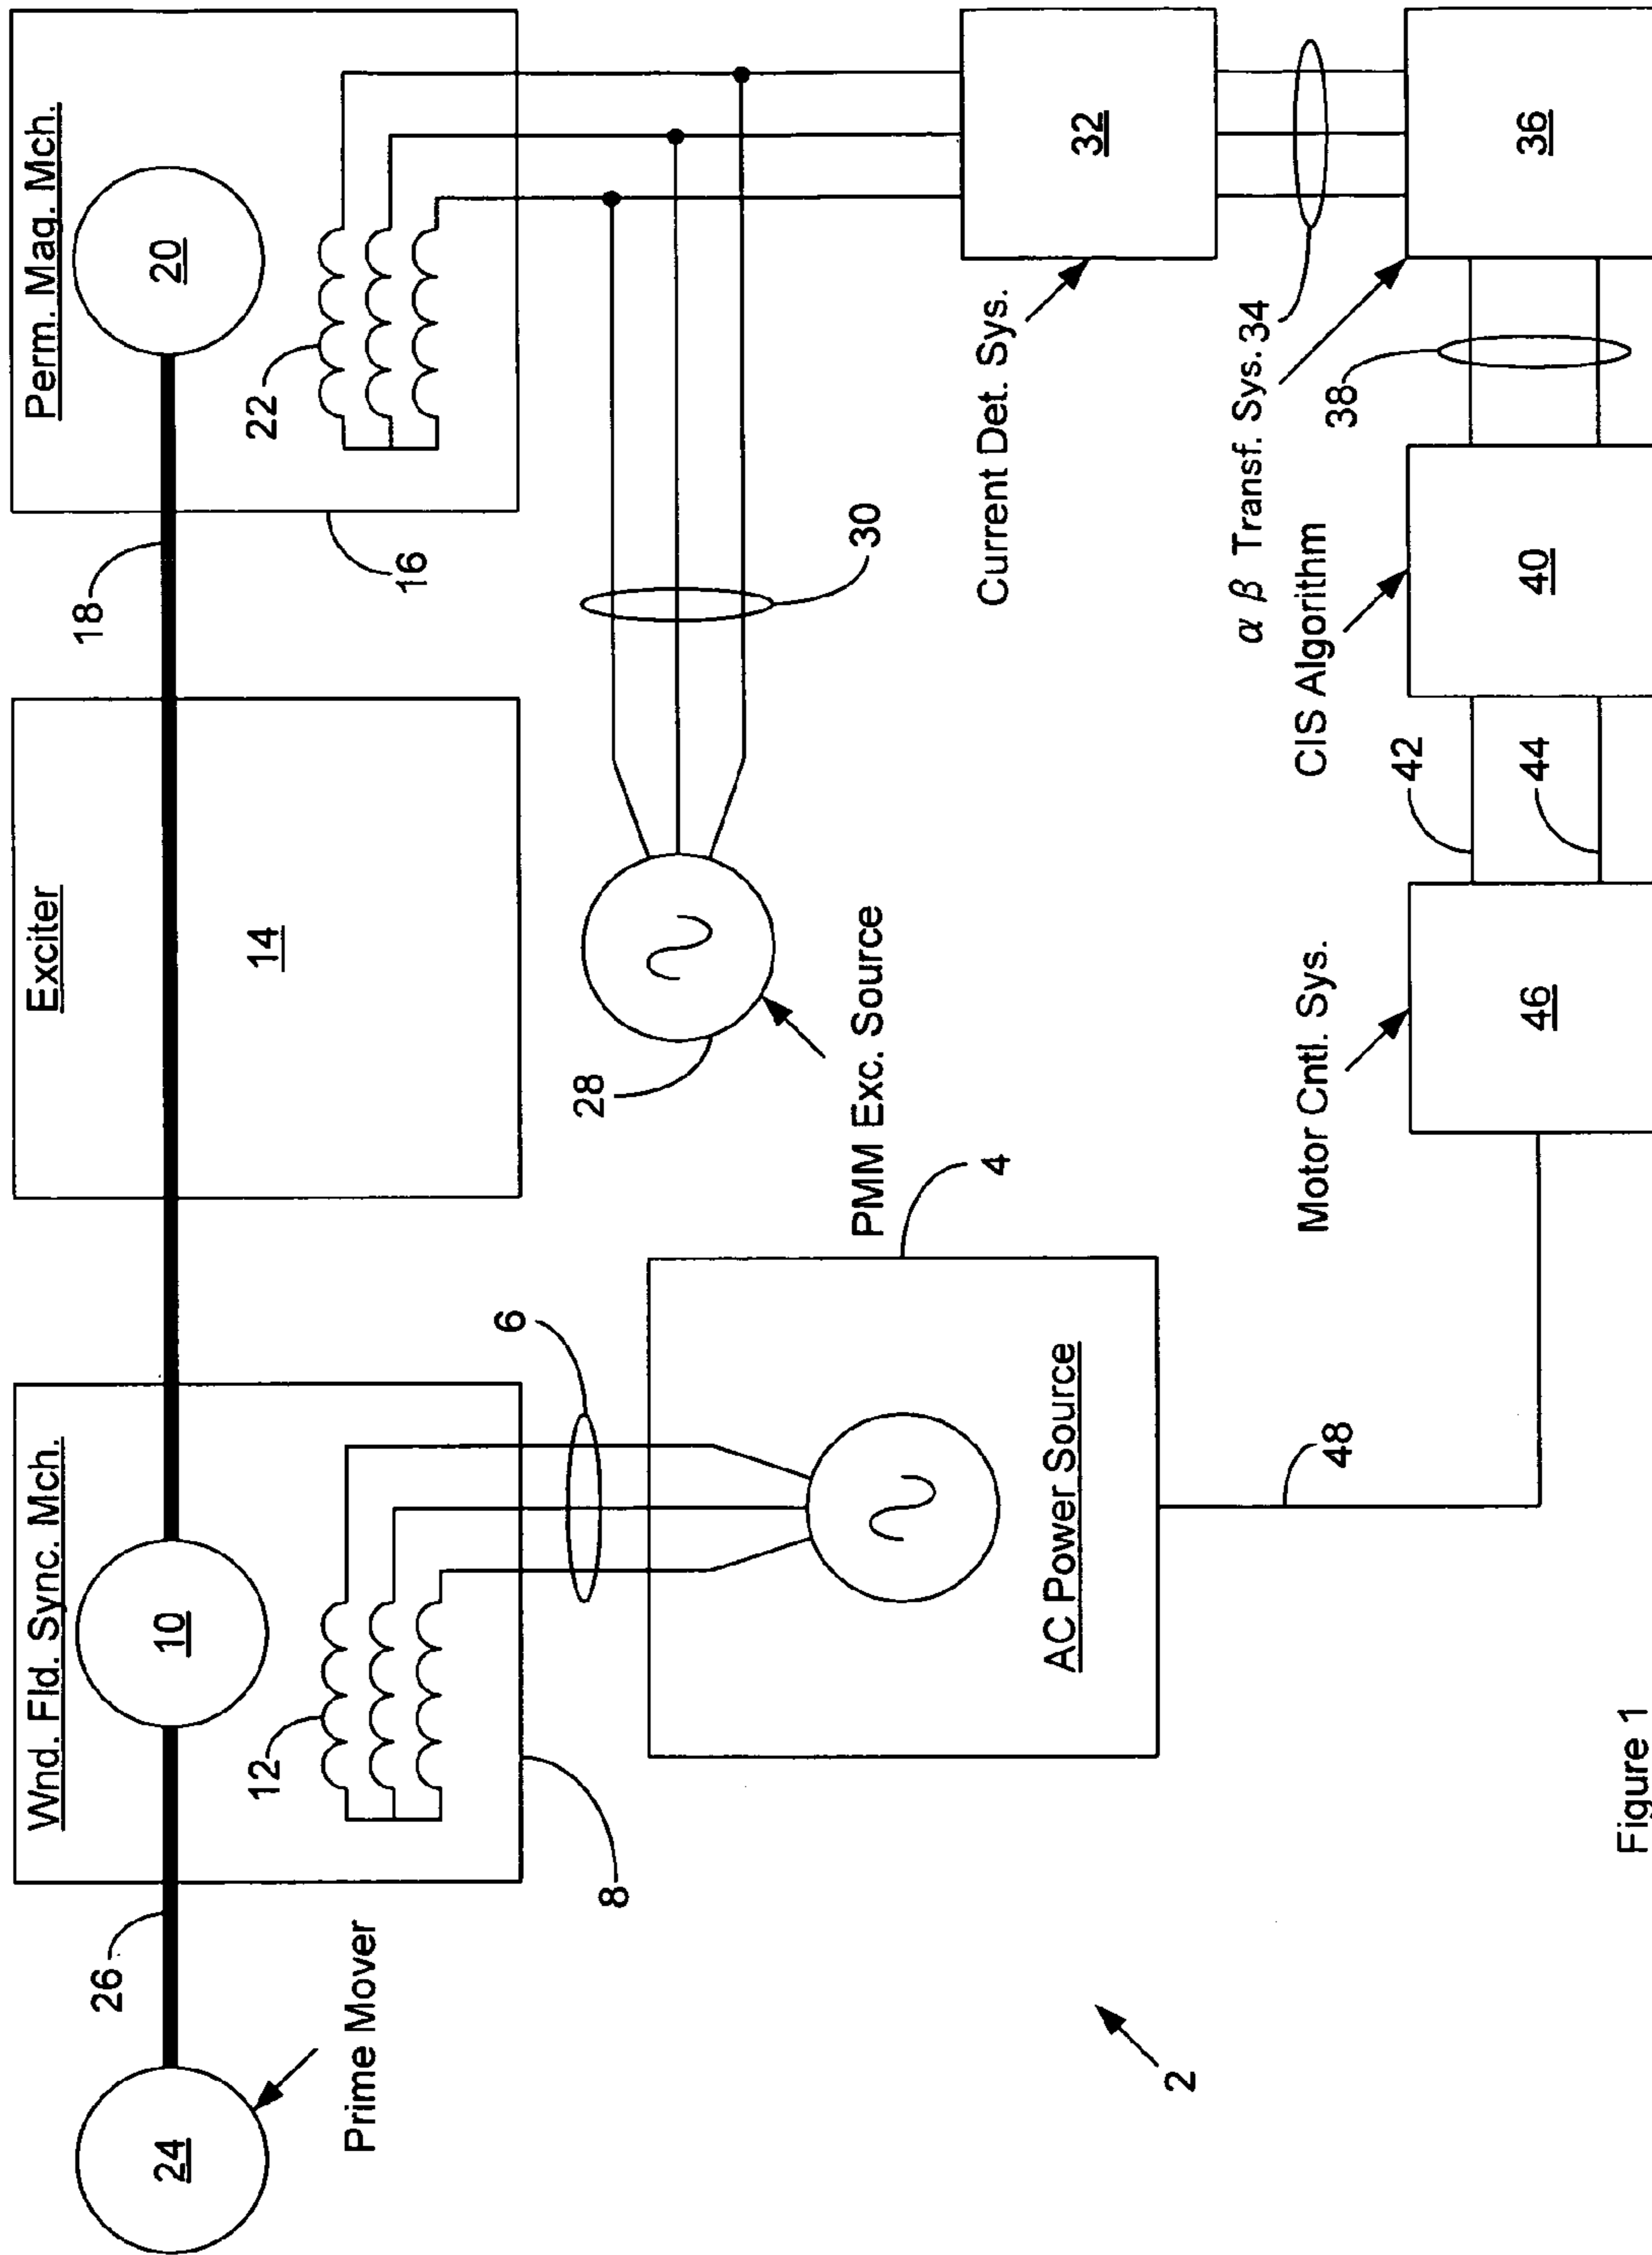 Wnd. Fld. Sync. Mch.
Exciter
Perm. Mag. Mch.
26
18
24
10
14
20
Prime Mover
12
22
8
6
16
28
30
PMM Exc. Source
4
AC Power Source
Current Det. Sys.
32
2
48
Motor Cntl. Sys.
CIS Algorithm
α β Transf. Sys.
34
42
44
38
46
40
36
Figure 1